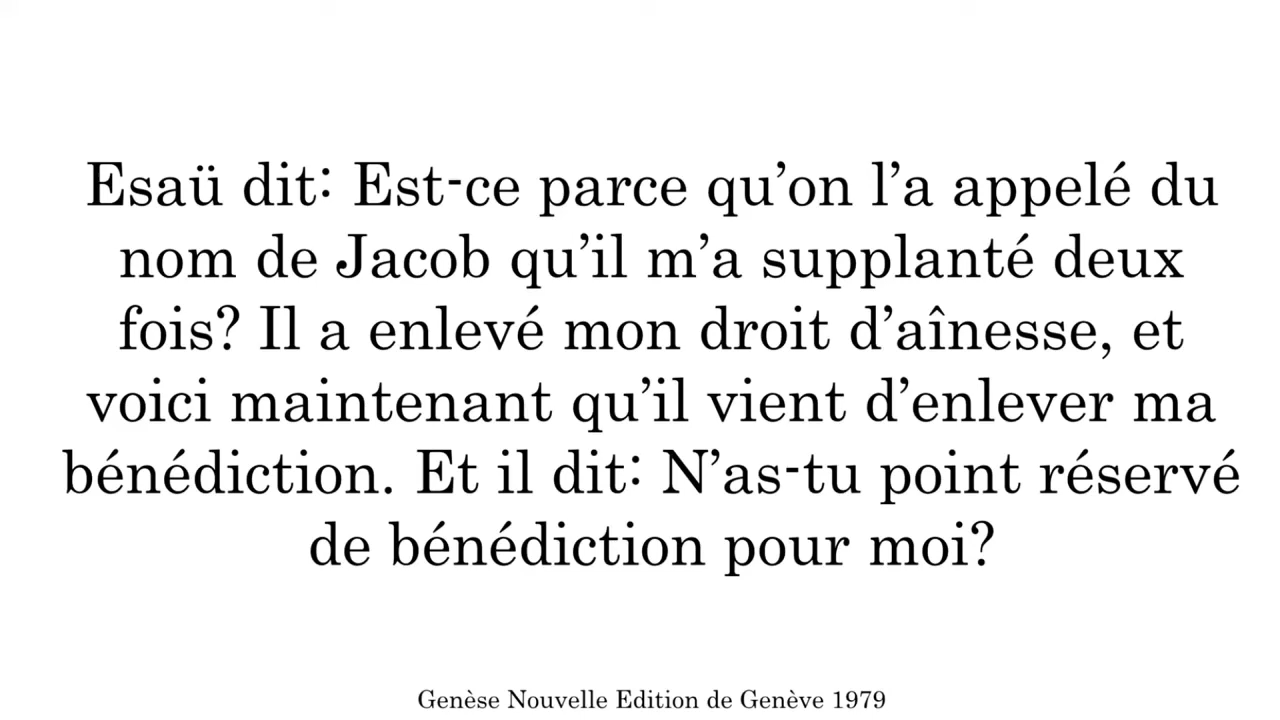 Esaü dit: Est-ce parce qu’on l’a appelé du
nom de Jacob qu’il m’a supplanté deux
fois? Il a enlevé mon droit d’aînesse, et
voici maintenant qu’il vient d’enlever ma
bénédiction. Et il dit: N’as-tu point réservé
de bénédiction pour moi?
Genèse Nouvelle Edition de Genève 1979